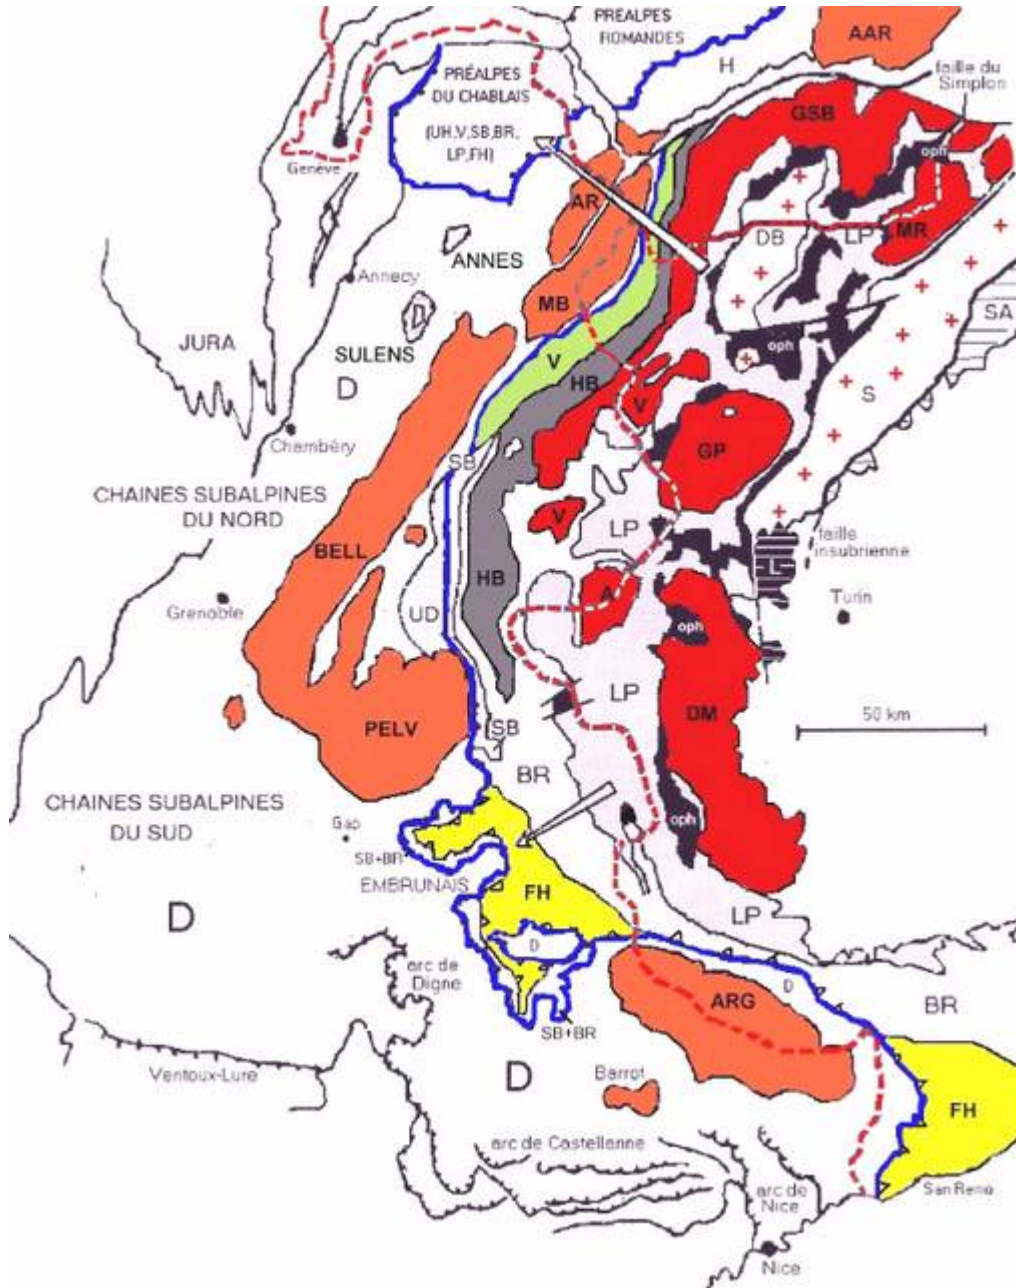 PRÉALPES
ROMANDES
AAR
H
faille du
Simplon
PRÉALPES
DU CHABLAIS
(UH,V,SB,BR,
LP,FH)
GSB
oph
Genève
AR
DB
LP
MR
ANNES
Annecy
MB
SA
D
JURA
SULENS
V
oph
D
HB
V
S
Chambéry
GP
SB
CHAINES SUBALPINES
DU NORD
V
LP
BELL
faille
insubrienne
L
HB
A
Grenoble
UD
Turin
oph
LP
50 km
PELV
SB
DM
BR
CHAINES SUBALPINES
DU SUD
Gap
oph
SB+BR
EMBRUNAIS
FH
D
LP
D
arc de
Digne
D
ARG
BR
SB+BR
Ventoux-Lure
D
Barrot
FH
arc de Castellane
arc de
Nice
San Remo
Nice